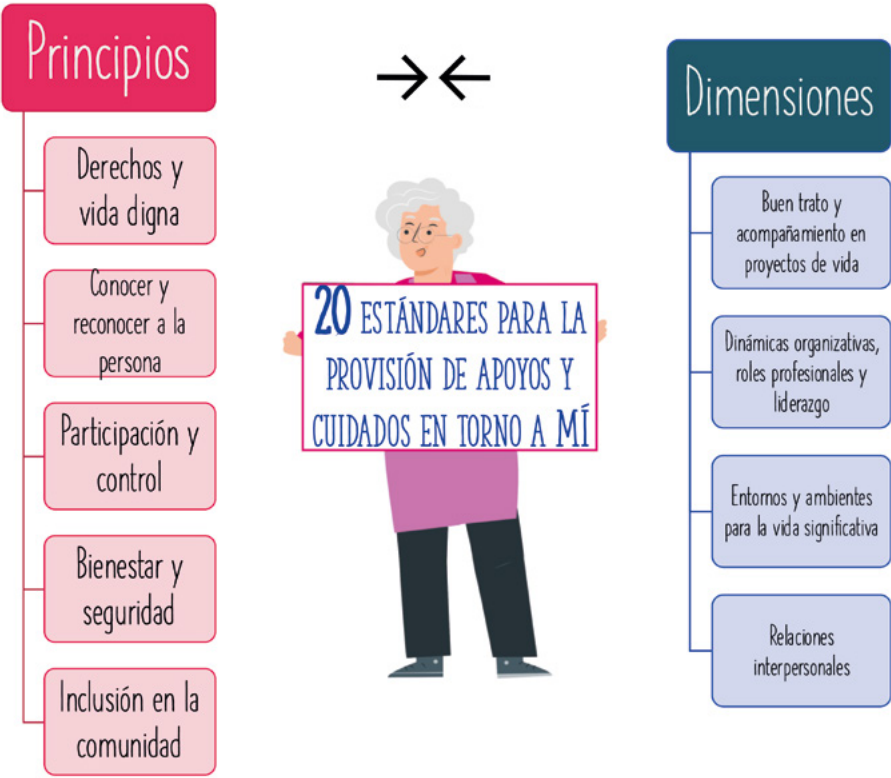 Principios
Derechos y
vida digna
Conocer y
reconocer a la
persona
Participación y
control
Bienestar y
seguridad
Inclusión en la
comunidad
20 ESTÁNDARES PARA LA
PROVISIÓN DE APOYOS Y
CUIDADOS EN TORNO A MÍ
Dimensiones
Buen trato y
acompañamiento en
proyectos de vida
Dinámicas organizativas,
roles profesionales y
liderazgo
Entornos y ambientes
para la vida significativa
Relaciones
interpersonales